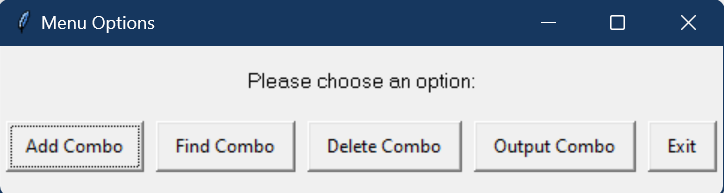 Menu Options
Please choose an option:
Add Combo Find Combo Delete Combo Output Combo Exit